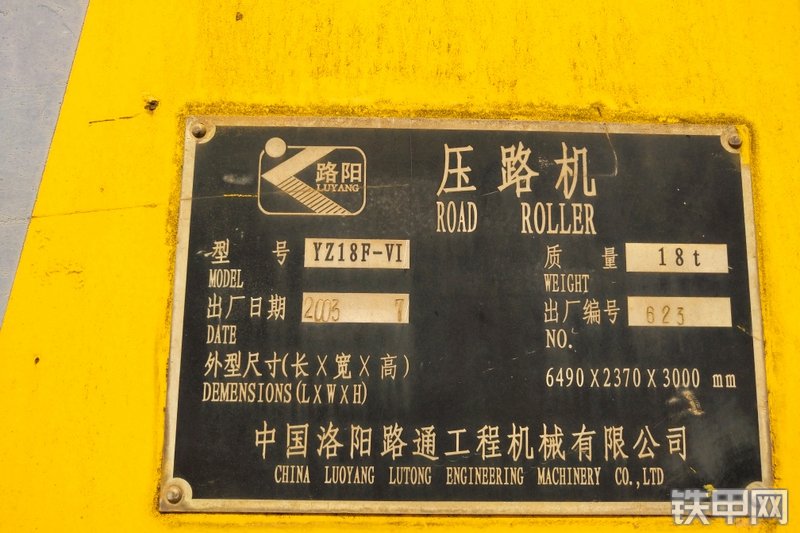 路阳
LUYANG
压路机
ROAD ROLLER
型号 YZ18F-VI 质量 18t
MODEL WEIGHT
出厂日期 2003 7 出厂编号 623
DATE NO.
外型尺寸(长X宽X高) 6490X2370X3000 mm
DEMENSIONS(LXWXH)
中国洛阳路通工程机械有限公司
CHINA LUOYANG LUTONG ENGINEERING MACHINERY CO.,LTD
铁甲网